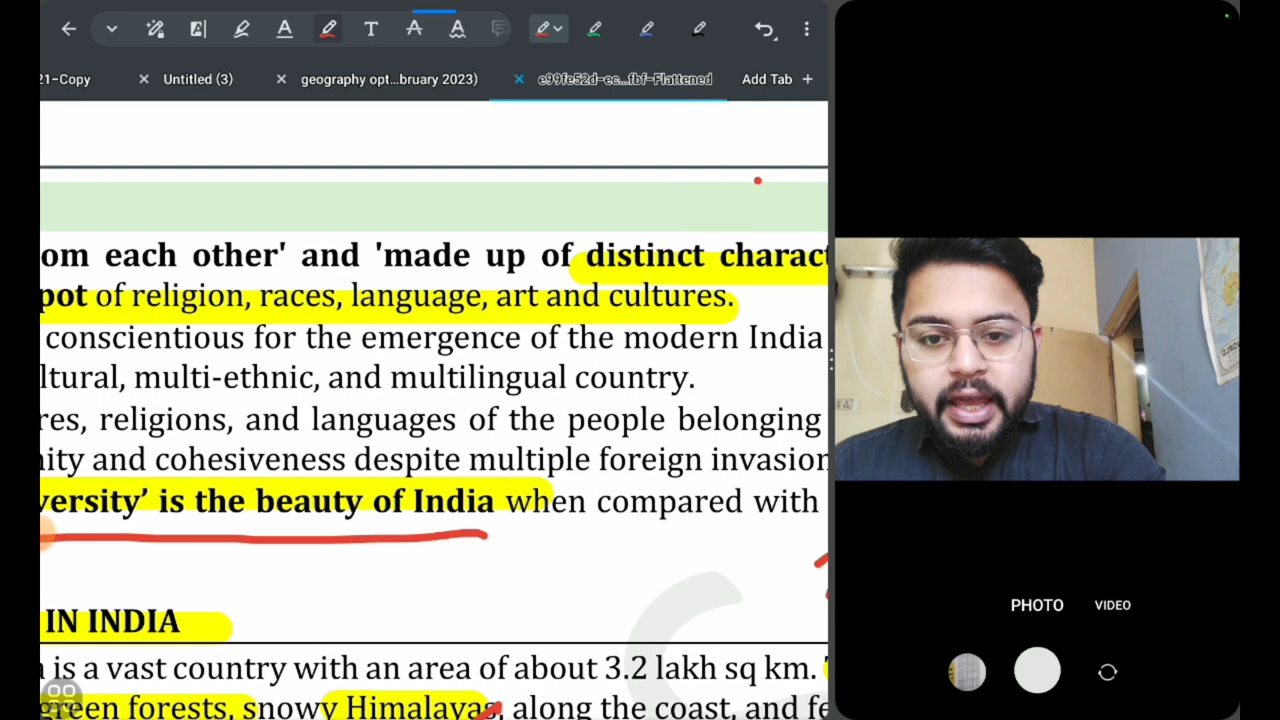 T
21-Copy
Untitled (3)
geography opt...bruary 2023)
e99fe52d-ec...fbf-Flattened
Add Tab +
om each other' and 'made up of distinct charact
pot of religion, races, language, art and cultures.
conscientious for the emergence of the modern India
ltural, multi-ethnic, and multilingual country.
res, religions, and languages of the people belonging
nity and cohesiveness despite multiple foreign invasion
versity’ is the beauty of India when compared with
IN INDIA
is a vast country with an area of about 3.2 lakh sq km.
green forests, snowy Himalayas, along the coast, and fe
PHOTO
VIDEO